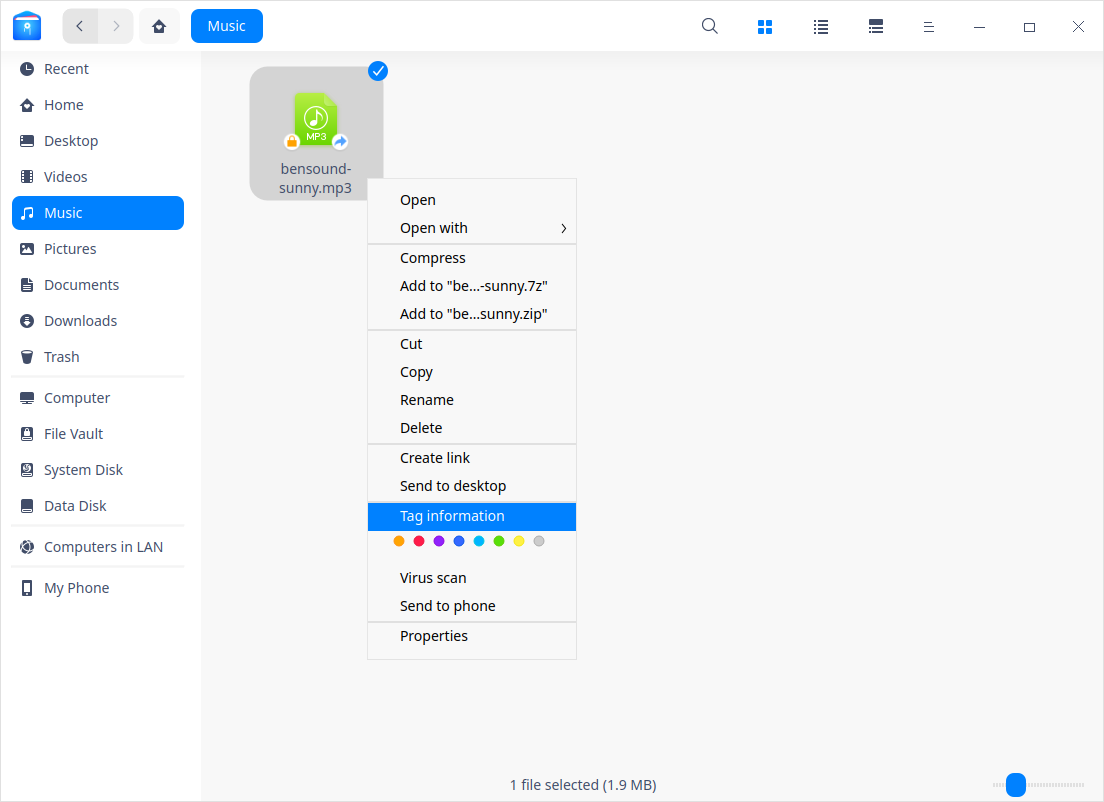 Music
Recent
Home
Desktop
Videos
Music
Pictures
Documents
Downloads
Trash
Computer
File Vault
System Disk
Data Disk
Computers in LAN
My Phone
MP3
bensound-
sunny.mp3
Open
Open with
Compress
Add to "be...-sunny.7z"
Add to "be...sunny.zip"
Cut
Copy
Rename
Delete
Create link
Send to desktop
Tag information
Virus scan
Send to phone
Properties
1 file selected (1.9 MB)